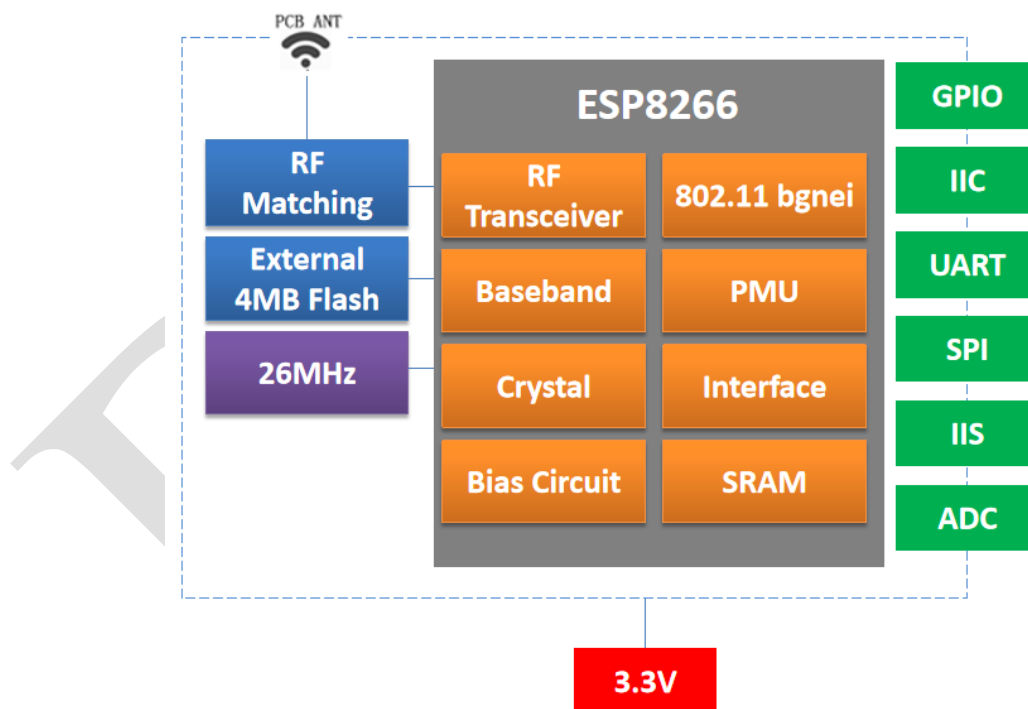 PCB ANT
ESP8266
RF
Matching
External
4MB Flash
26MHz
RF
Transceiver
802.11 bgnei
Baseband
PMU
Crystal
Interface
Bias Circuit
SRAM
GPIO
IIC
UART
SPI
IIS
ADC
3.3V